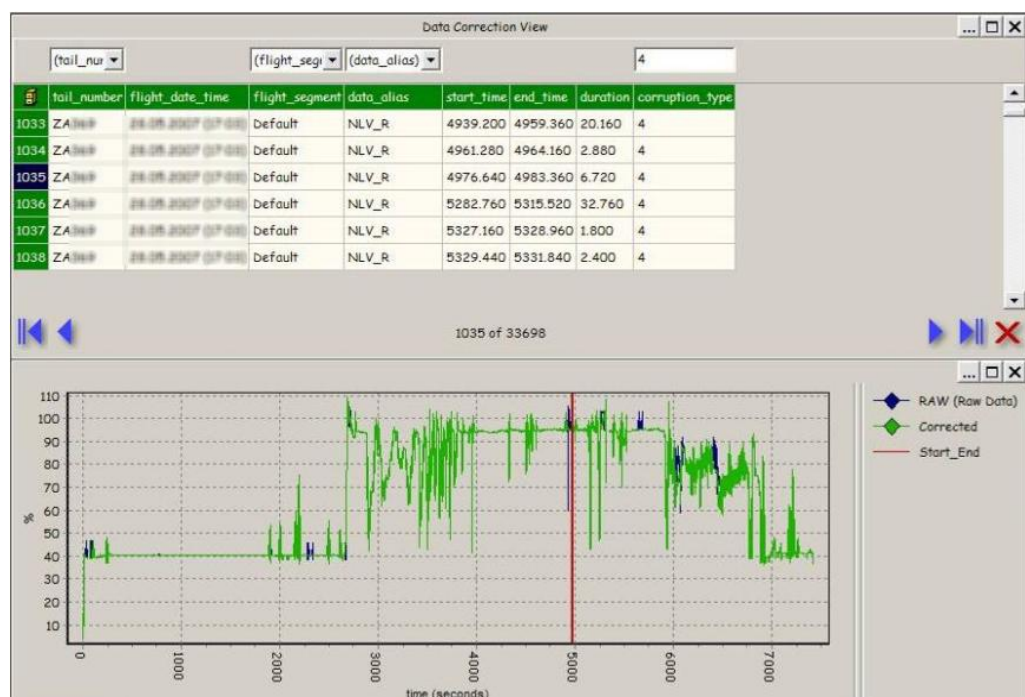 Data Correction View
...
(tail_nur (flight_segi (data_alias) 4
tail_number flight_date_time flight_segment data_alias start_time end_time duration corruption_type
1033 ZA Default NLV_R 4939.200 4959.360 20.160 4
1034 ZA Default NLV_R 4961.280 4964.160 2.880 4
1035 ZA Default NLV_R 4976.640 4983.360 6.720 4
1036 ZA Default NLV_R 5282.760 5315.520 32.760 4
1037 ZA Default NLV_R 5327.160 5328.960 1.800 4
1038 ZA Default NLV_R 5329.440 5331.840 2.400 4
1035 of 33698
...
110
100
90
80
70
60
50
40
30
20
10
%
0 1000 2000 3000 4000 5000 6000 7000
time (seconds)
RAW (Raw Data)
Corrected
Start_End